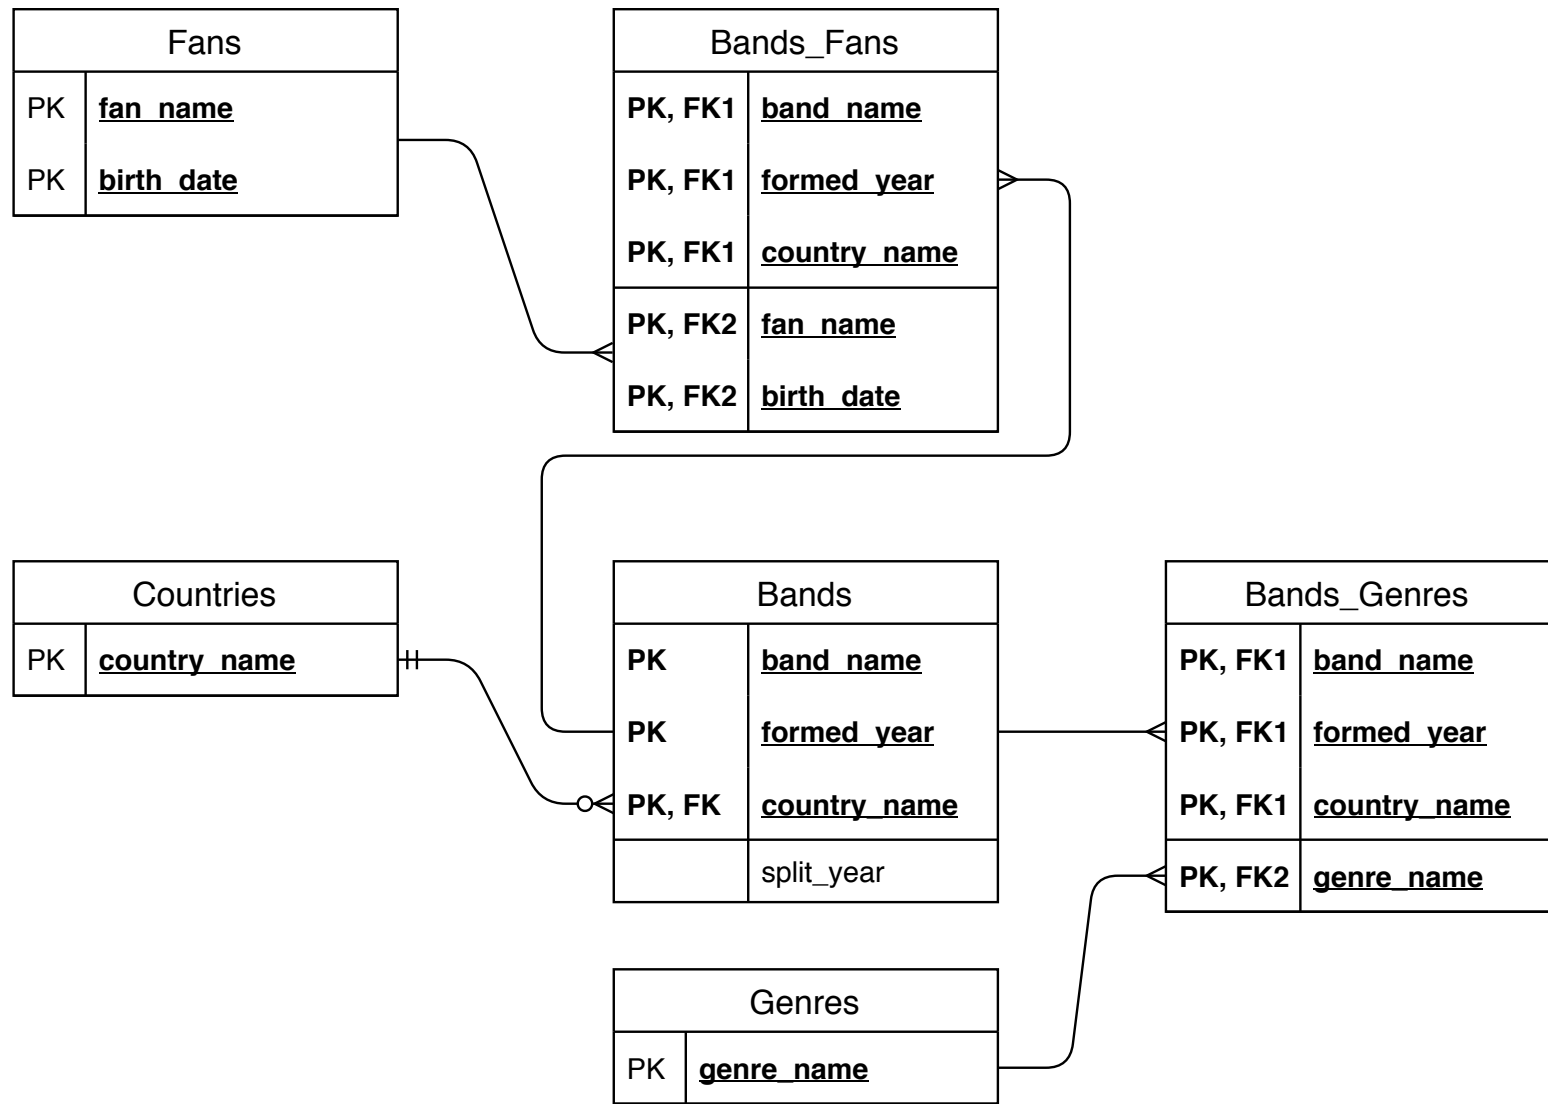 Fans
PK fan_name
PK birth_date
Bands_Fans
PK, FK1 band_name
PK, FK1 formed_year
PK, FK1 country_name
PK, FK2 fan_name
PK, FK2 birth_date
Countries
PK country_name
Bands
PK band_name
PK formed_year
PK, FK country_name
split_year
Bands_Genres
PK, FK1 band_name
PK, FK1 formed_year
PK, FK1 country_name
PK, FK2 genre_name
Genres
PK genre_name